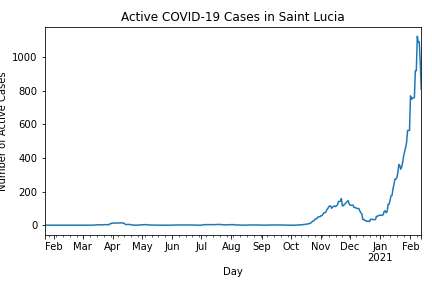 Active COVID-19 Cases in Saint Lucia
Number of Active Cases
1000
800
600
400
200
0
Feb Mar Apr May Jun Jul Aug Sep Oct Nov Dec Jan Feb
2021
Day